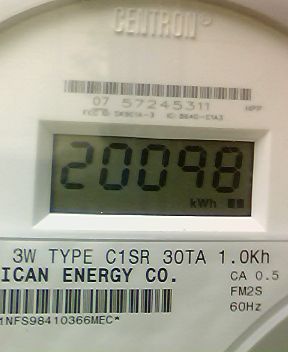 CENTRON®
07 57245311
20098
kWh
3W TYPE C1SR 30TA 1.0Kh
ICAN ENERGY CO.
CA 0.5
FM2S
60Hz
1NFS98410366MEC*